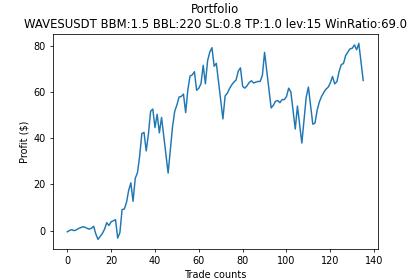 Portfolio
WAVESUSDT BBM:1.5 BBL:220 SL:0.8 TP:1.0 lev:15 WinRatio:69.0
Profit ($)
80
60
40
20
0
0 20 40 60 80 100 120 140
Trade counts